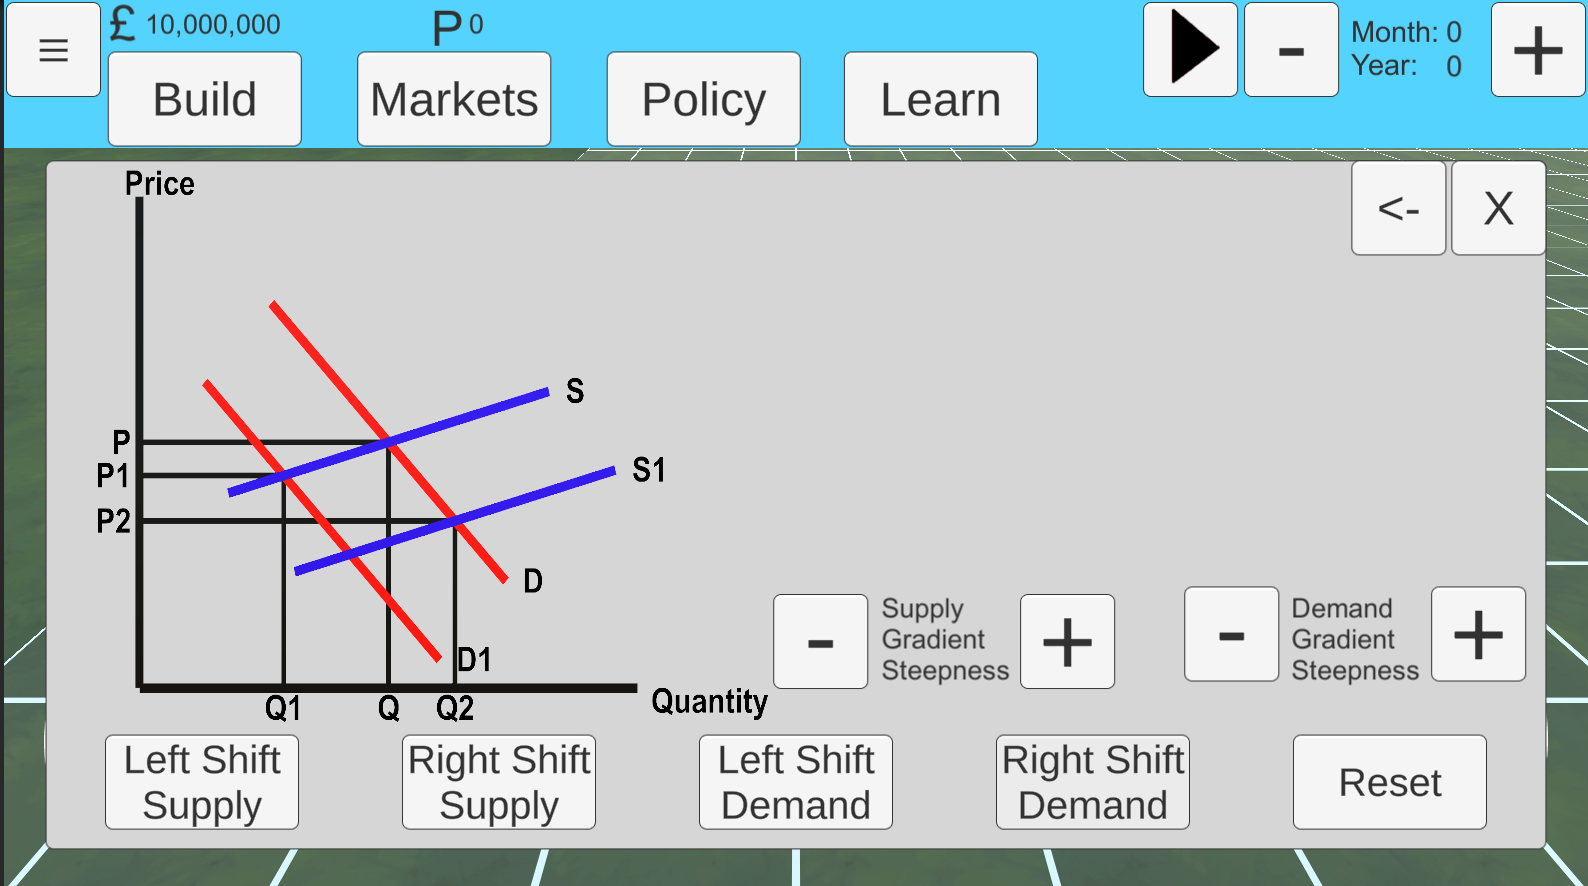 ☰
£ 10,000,000
P 0
Month: 0
Year: 0
-
+
Build
Markets
Policy
Learn
<-
X
Price
S
P
P1
S1
P2
D
D1
Q1
Q
Q2
Quantity
-
Supply
Gradient
Steepness
+
-
Demand
Gradient
Steepness
+
Left Shift
Supply
Right Shift
Supply
Left Shift
Demand
Right Shift
Demand
Reset